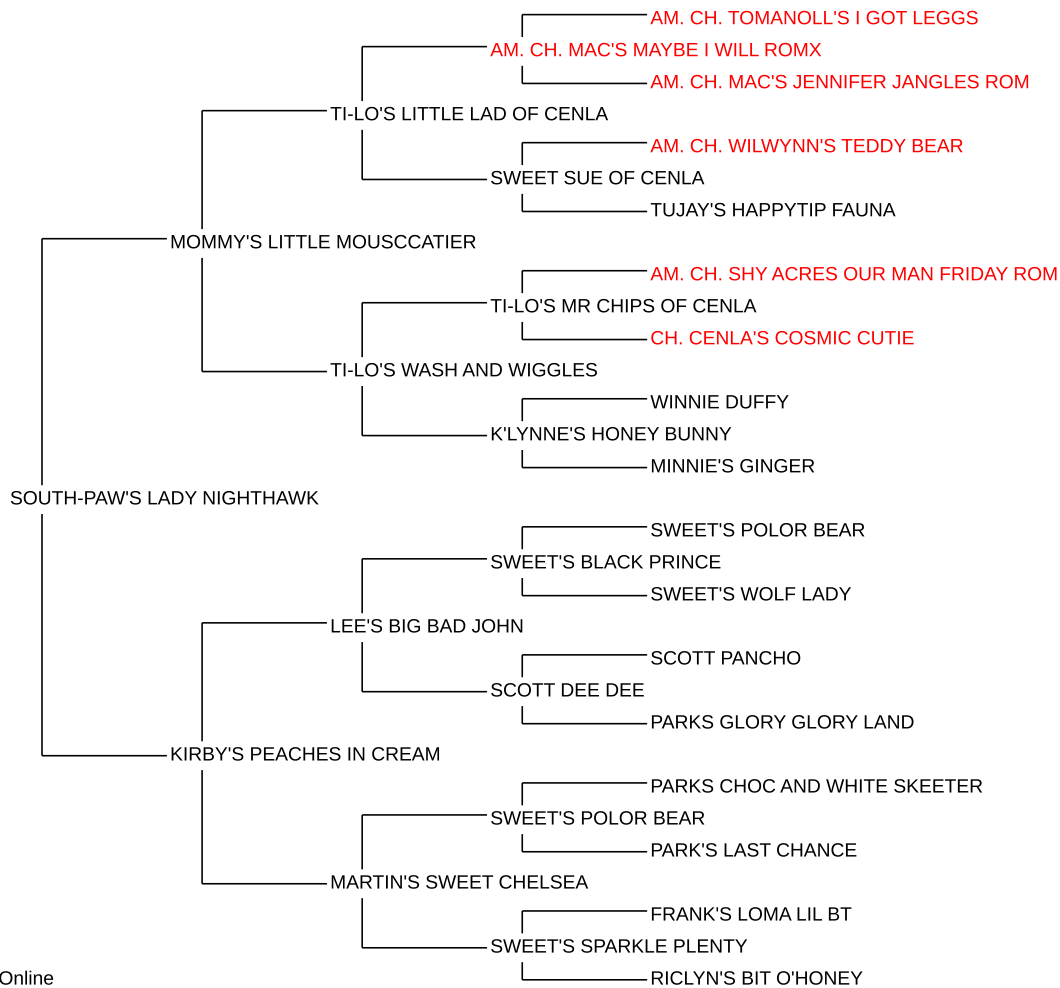 AM. CH. TOMANOLL'S I GOT LEGGS
AM. CH. MAC'S MAYBE I WILL ROMX
AM. CH. MAC'S JENNIFER JANGLES ROM
TI-LO'S LITTLE LAD OF CENLA
AM. CH. WILWYNN'S TEDDY BEAR
SWEET SUE OF CENLA
TUJAY'S HAPPYTIP FAUNA
MOMMY'S LITTLE MOUSCCATIER
AM. CH. SHY ACRES OUR MAN FRIDAY ROM
TI-LO'S MR CHIPS OF CENLA
CH. CENLA'S COSMIC CUTIE
TI-LO'S WASH AND WIGGLES
WINNIE DUFFY
K'LYNNE'S HONEY BUNNY
MINNIE'S GINGER
SOUTH-PAW'S LADY NIGHTHAWK
SWEET'S POLOR BEAR
SWEET'S BLACK PRINCE
SWEET'S WOLF LADY
LEE'S BIG BAD JOHN
SCOTT PANCHO
SCOTT DEE DEE
PARKS GLORY GLORY LAND
KIRBY'S PEACHES IN CREAM
PARKS CHOC AND WHITE SKEETER
SWEET'S POLOR BEAR
PARK'S LAST CHANCE
MARTIN'S SWEET CHELSEA
FRANK'S LOMA LIL BT
SWEET'S SPARKLE PLENTY
RICLYN'S BIT O'HONEY
Online